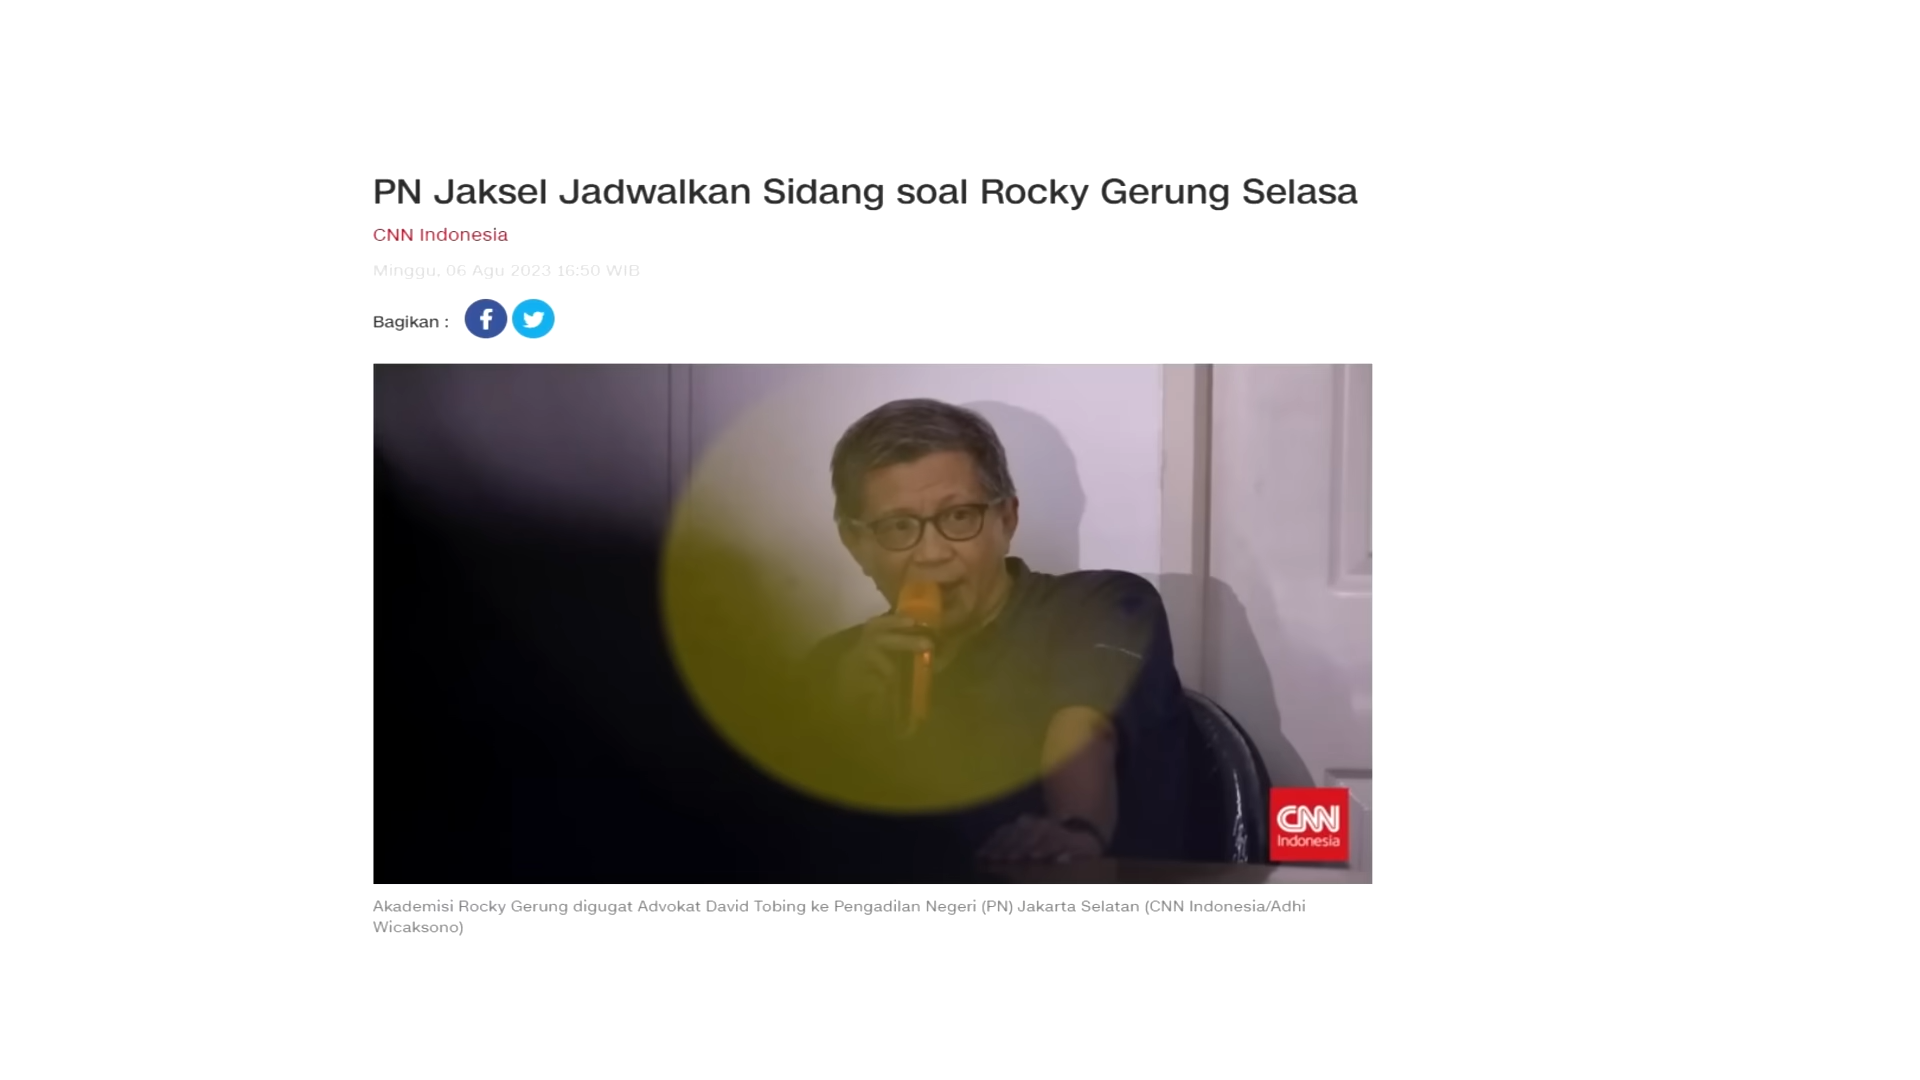 PN Jaksel Jadwalkan Sidang soal Rocky Gerung Selasa
CNN Indonesia
Minggu, 06 Agu 2023 16:50 WIB
Bagikan :
CNN
Indonesia
Akademisi Rocky Gerung digugat Advokat David Tobing ke Pengadilan Negeri (PN) Jakarta Selatan (CNN Indonesia/Adhi
Wicaksono)